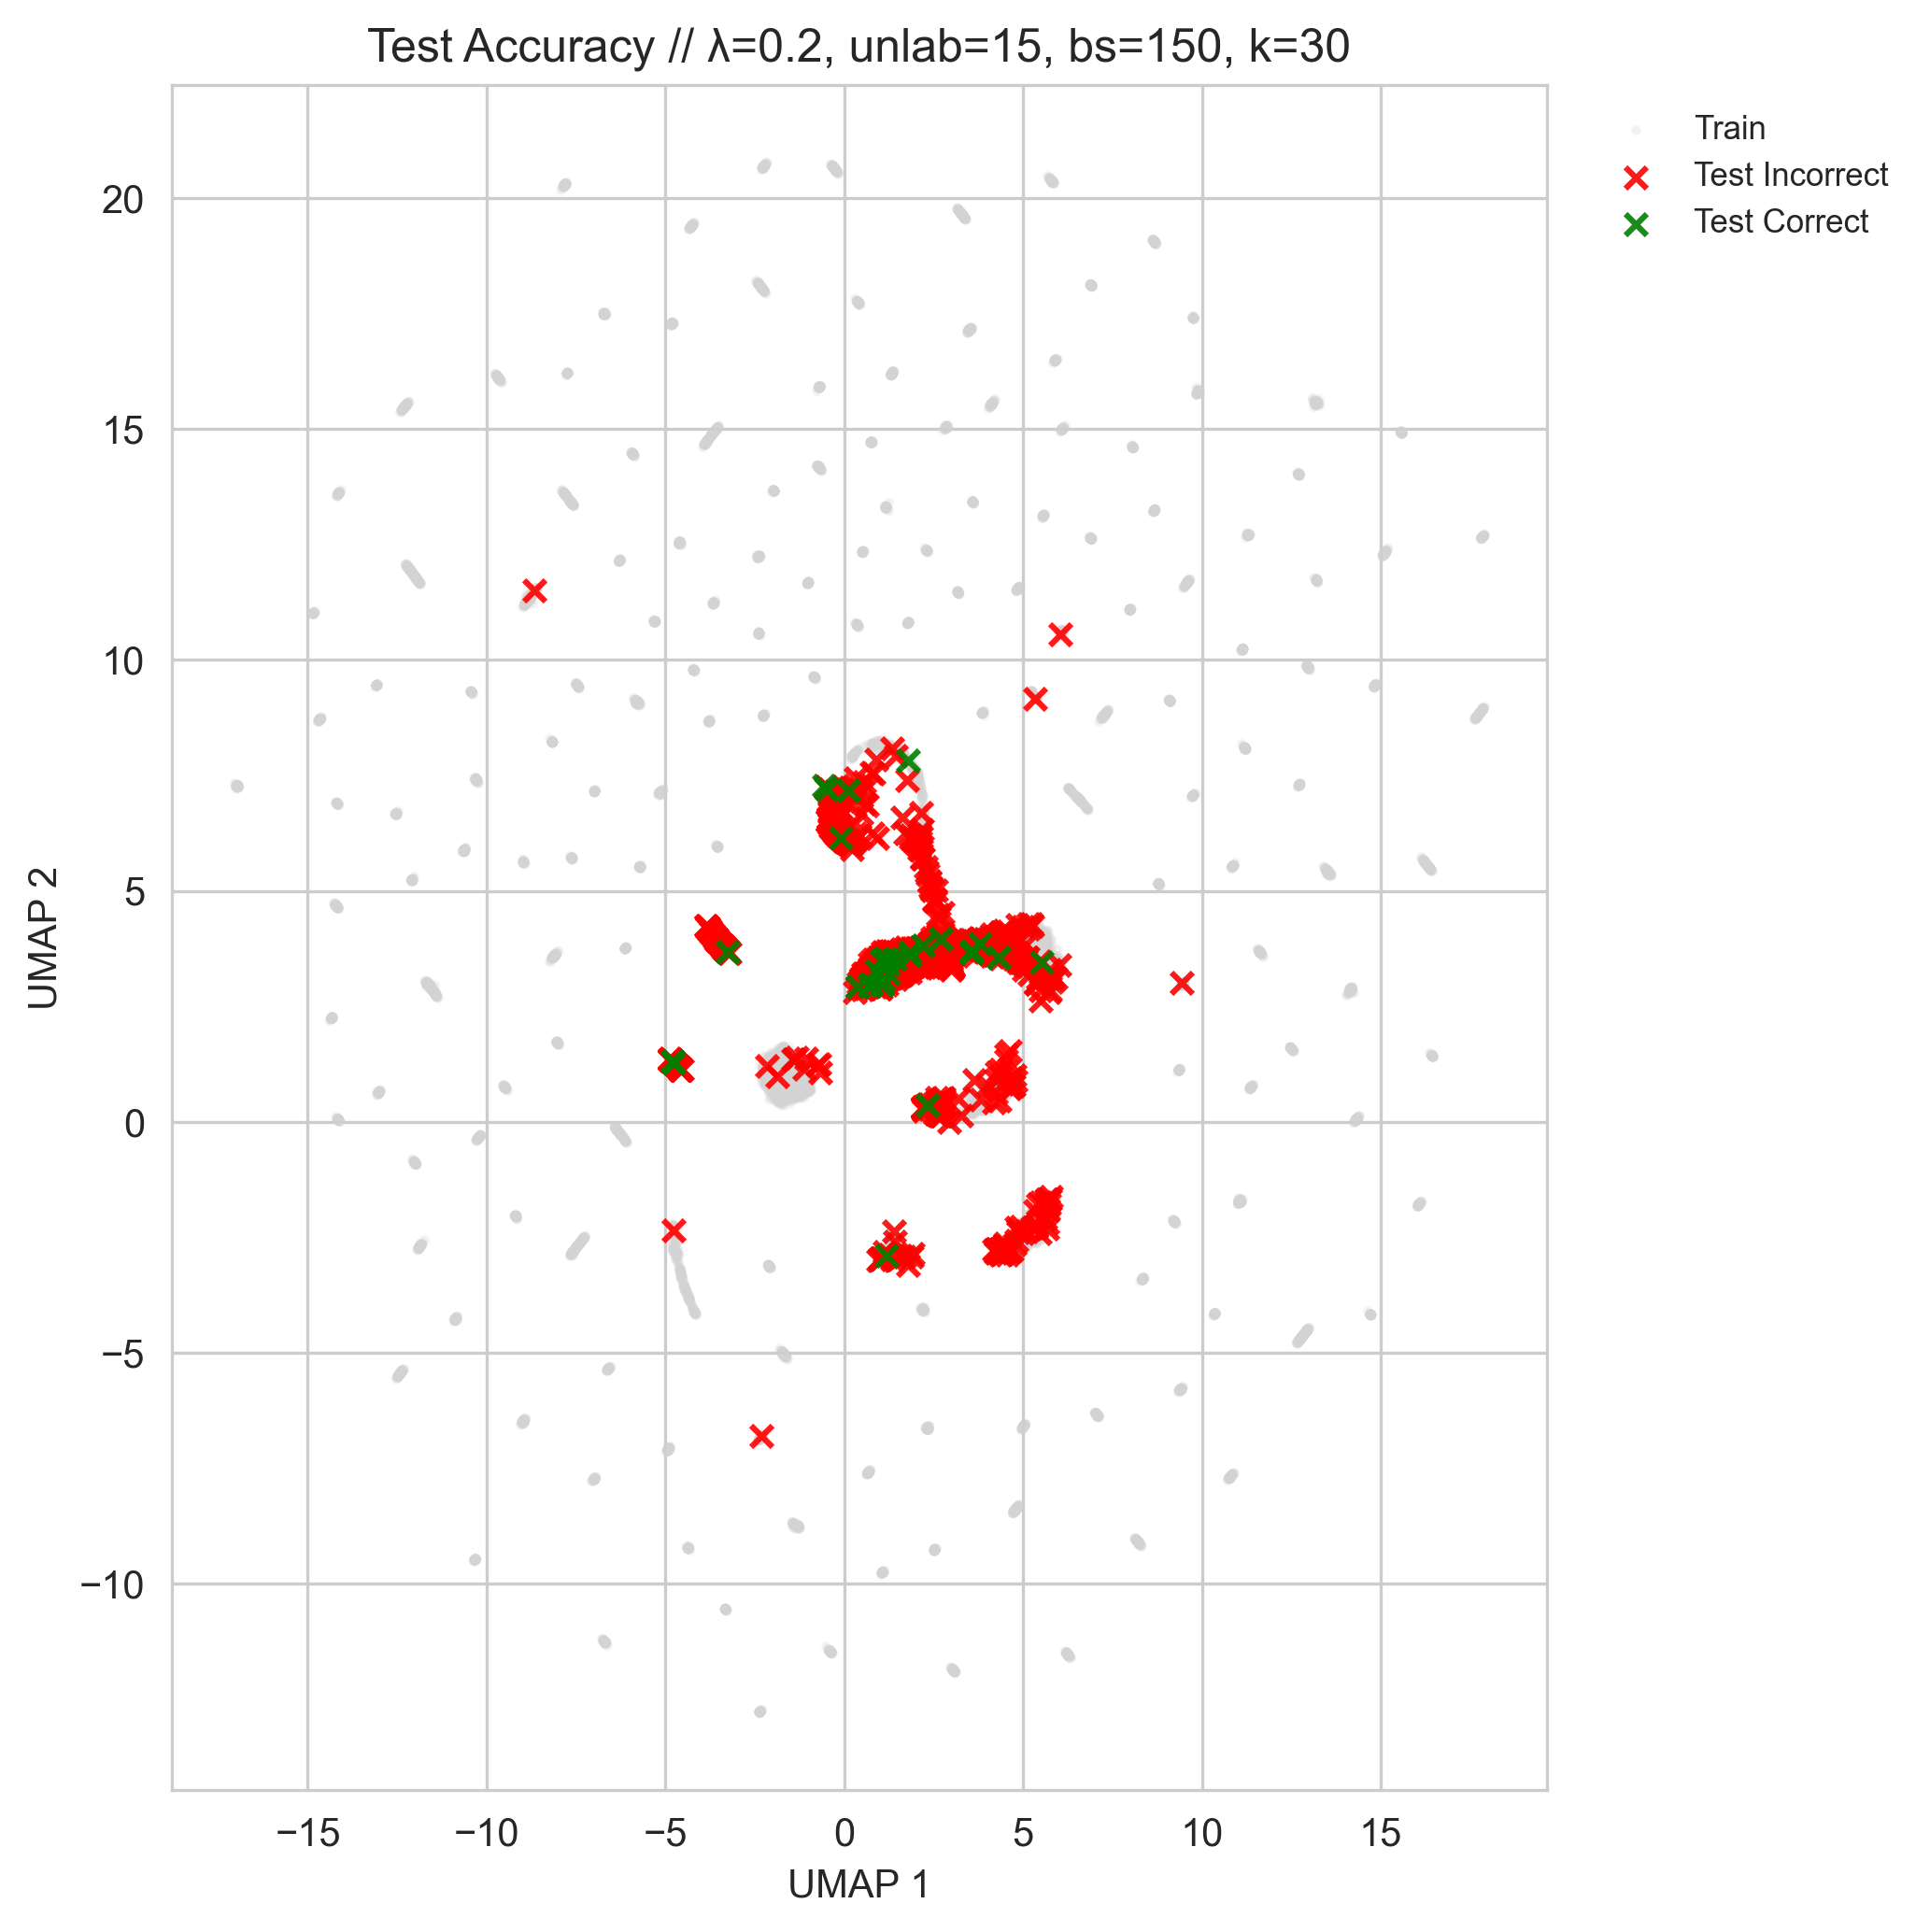 Test Accuracy // λ=0.2, unlab=15, bs=150, k=30
Train
Test Incorrect
Test Correct
20
15
10
5
0
−5
−10
UMAP 2
−15
−10
−5
0
5
10
15
UMAP 1